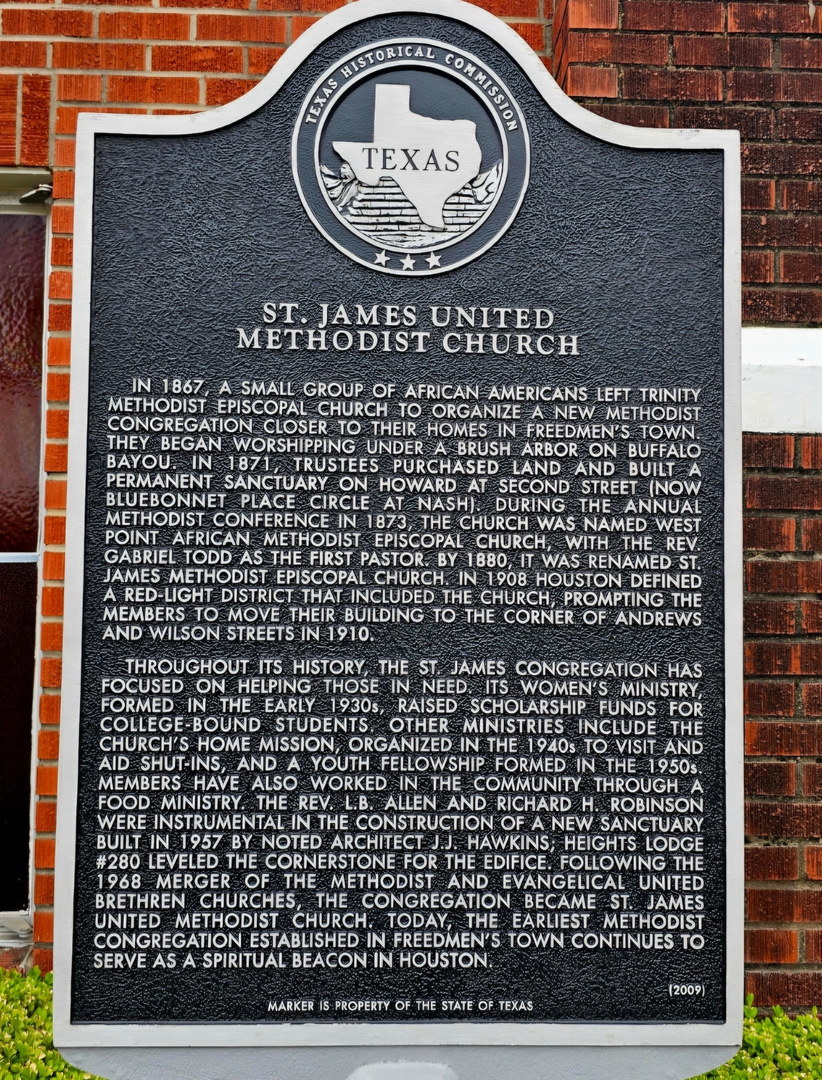 TEXAS HISTORICAL COMMISSION
TEXAS
ST. JAMES UNITED
METHODIST CHURCH
IN 1867, A SMALL GROUP OF AFRICAN AMERICANS LEFT TRINITY
METHODIST EPISCOPAL CHURCH TO ORGANIZE A NEW METHODIST
CONGREGATION CLOSER TO THEIR HOMES IN FREEDMEN'S TOWN.
THEY BEGAN WORSHIPPING UNDER A BRUSH ARBOR ON BUFFALO
BAYOU. IN 1871, TRUSTEES PURCHASED LAND AND BUILT A
PERMANENT SANCTUARY ON HOWARD AT SECOND STREET (NOW
BLUEBONNET PLACE CIRCLE AT NASH). DURING THE ANNUAL
METHODIST CONFERENCE IN 1873, THE CHURCH WAS NAMED WEST
POINT AFRICAN METHODIST EPISCOPAL CHURCH, WITH THE REV.
GABRIEL TODD AS THE FIRST PASTOR. BY 1880, IT WAS RENAMED ST.
JAMES METHODIST EPISCOPAL CHURCH. IN 1908 HOUSTON DEFINED
A RED-LIGHT DISTRICT THAT INCLUDED THE CHURCH, PROMPTING THE
MEMBERS TO MOVE THEIR BUILDING TO THE CORNER OF ANDREWS
AND WILSON STREETS IN 1910.
THROUGHOUT ITS HISTORY, THE ST. JAMES CONGREGATION HAS
FOCUSED ON HELPING THOSE IN NEED. ITS WOMEN'S MINISTRY,
FORMED IN THE EARLY 1930s, RAISED SCHOLARSHIP FUNDS FOR
COLLEGE-BOUND STUDENTS. OTHER MINISTRIES INCLUDE THE
CHURCH'S HOME MISSION, ORGANIZED IN THE 1940s TO VISIT AND
AID SHUT-INS, AND A YOUTH FELLOWSHIP FORMED IN THE 1950s.
MEMBERS HAVE ALSO WORKED IN THE COMMUNITY THROUGH A
FOOD MINISTRY. THE REV. L.B. ALLEN AND RICHARD H. ROBINSON
WERE INSTRUMENTAL IN THE CONSTRUCTION OF A NEW SANCTUARY
BUILT IN 1957 BY NOTED ARCHITECT J.J. HAWKINS; HEIGHTS LODGE
#280 LEVELED THE CORNERSTONE FOR THE EDIFICE. FOLLOWING THE
1968 MERGER OF THE METHODIST AND EVANGELICAL UNITED
BRETHREN CHURCHES, THE CONGREGATION BECAME ST. JAMES
UNITED METHODIST CHURCH. TODAY, THE EARLIEST METHODIST
CONGREGATION ESTABLISHED IN FREEDMEN'S TOWN CONTINUES TO
SERVE AS A SPIRITUAL BEACON IN HOUSTON.
(2009)
MARKER IS PROPERTY OF THE STATE OF TEXAS